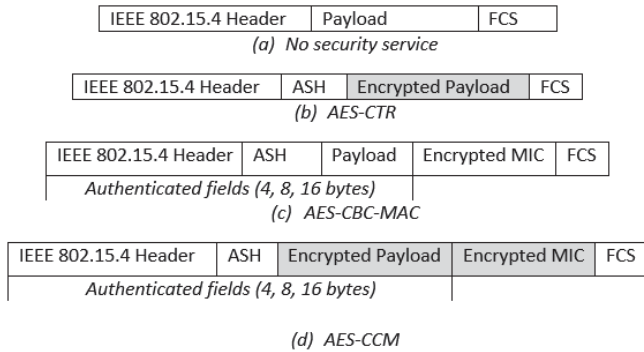 IEEE 802.15.4 Header Payload FCS
(a) No security service
IEEE 802.15.4 Header ASH Encrypted Payload FCS
(b) AES-CTR
IEEE 802.15.4 Header ASH Payload Encrypted MIC FCS
Authenticated fields (4, 8, 16 bytes)
(c) AES-CBC-MAC
IEEE 802.15.4 Header ASH Encrypted Payload Encrypted MIC FCS
Authenticated fields (4, 8, 16 bytes)
(d) AES-CCM